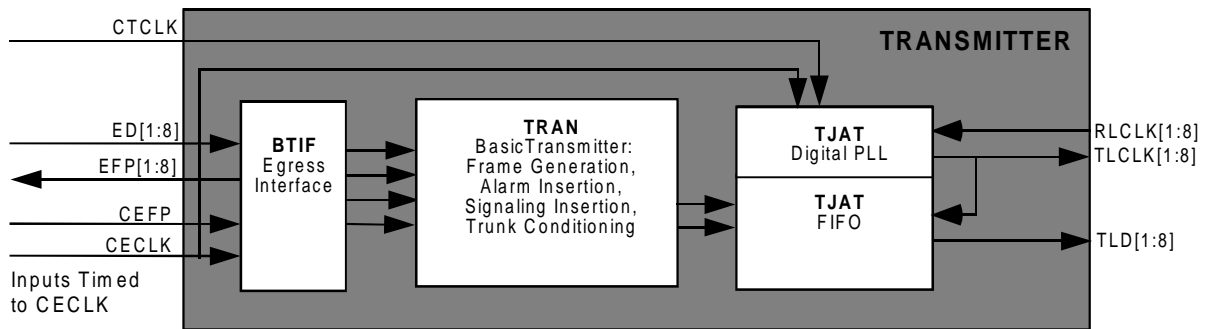 CTCLK
TRANSMITTER
ED[1:8]
EFP[1:8]
CEFP
CECLK
Inputs Timed
to CECLK
BTIF
Egress
Interface
TRAN
BasicTransmitter:
Frame Generation,
Alarm Insertion,
Signaling Insertion,
Trunk Conditioning
TJAT
Digital PLL
TJAT
FIFO
RLCLK[1:8]
TLCLK[1:8]
TLD[1:8]